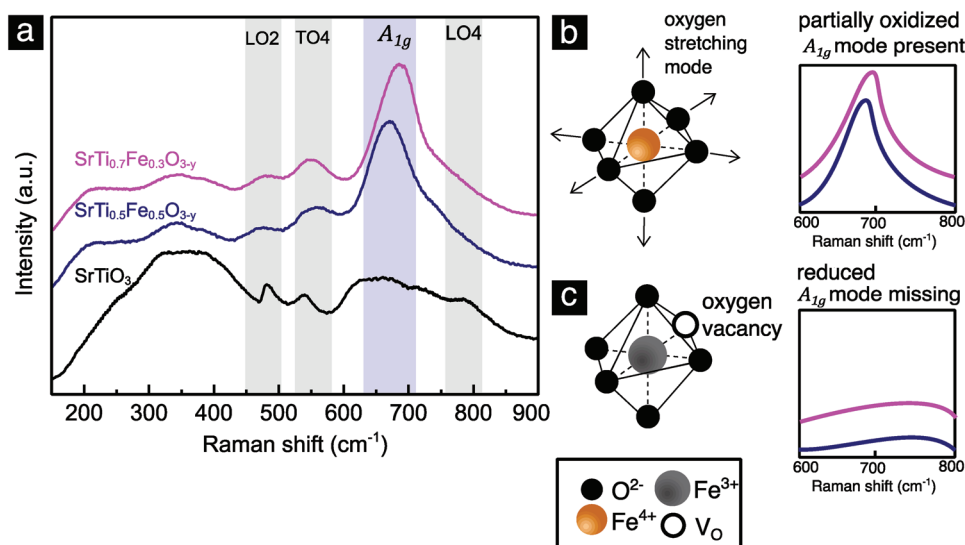 a
LO2
TO4
A1g
LO4
SrTi0.7Fe0.3O3-y
SrTi0.5Fe0.5O3-y
SrTiO3
Intensity (a.u.)
200 300 400 500 600 700 800 900
Raman shift (cm-1)
b
oxygen
stretching
mode
partially oxidized
A1g mode present
600 700 800
Raman shift (cm-1)
c
oxygen
vacancy
reduced
A1g mode missing
600 700 800
Raman shift (cm-1)
O2- Fe3+
Fe4+ VO